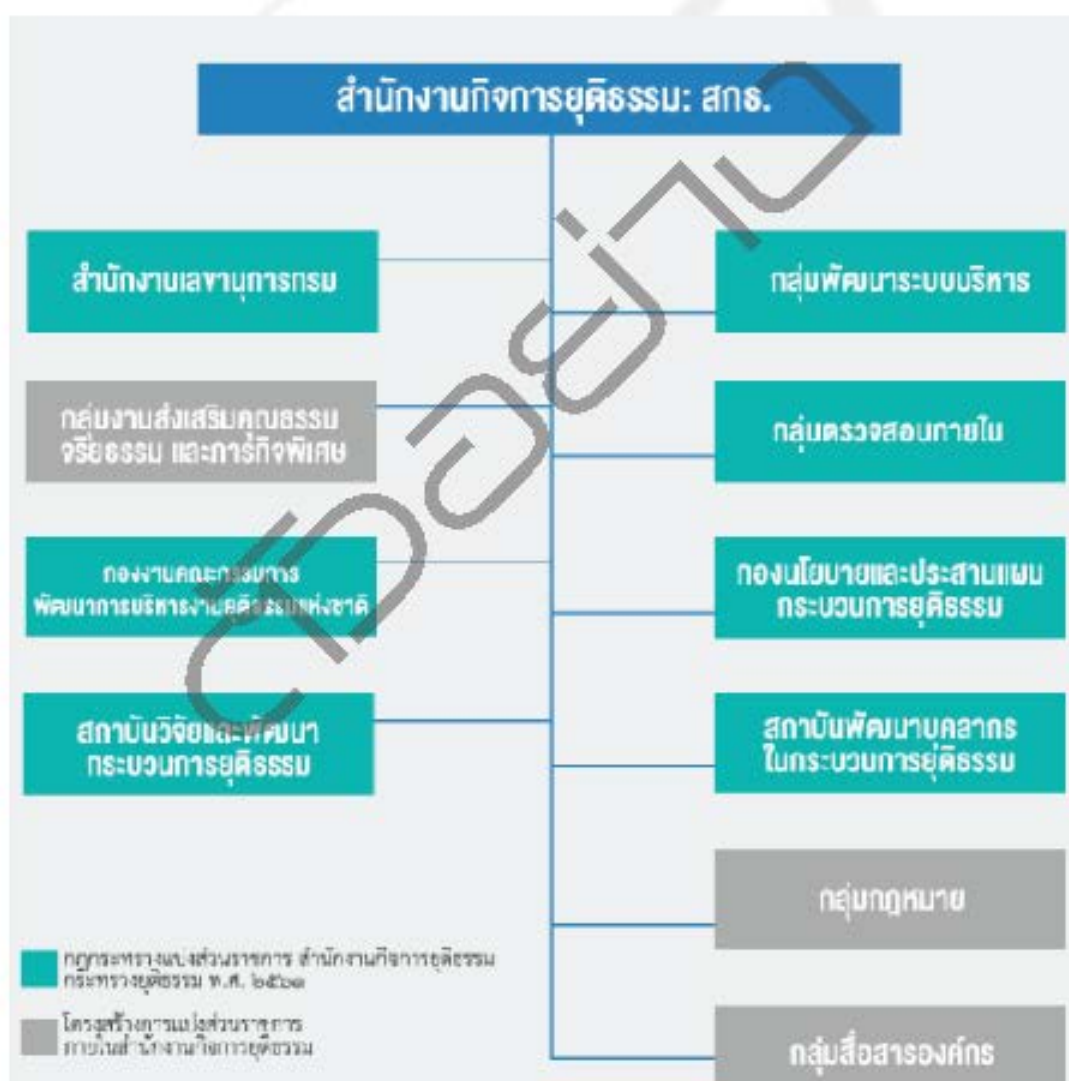 สำนักงานกิจการยุติธรรม: สกธ.
สำนักงานเลขานุการกรม
กลุ่มพัฒนาระบบบริหาร
กลุ่มงานส่งเสริมคุณธรรม
จริยธรรม และภารกิจพิเศษ
กลุ่มตรวจสอบภายใน
กองงานคณะกรรมการ
พัฒนาการบริหารงานยุติธรรมแห่งชาติ
กองนโยบายและประสานแผน
กระบวนการยุติธรรม
สถาบันวิจัยและพัฒนา
กระบวนการยุติธรรม
สถาบันพัฒนาบุคลากร
ในกระบวนการยุติธรรม
กลุ่มกฎหมาย
กลุ่มสื่อสารองค์กร
กฎกระทรวงแบ่งส่วนราชการ สำนักงานกิจการยุติธรรม
กระทรวงยุติธรรม พ.ศ. ๒๕๖๑
โครงสร้างการแบ่งส่วนราชการ
ภายในสำนักงานกิจการยุติธรรม
ตัวอย่าง